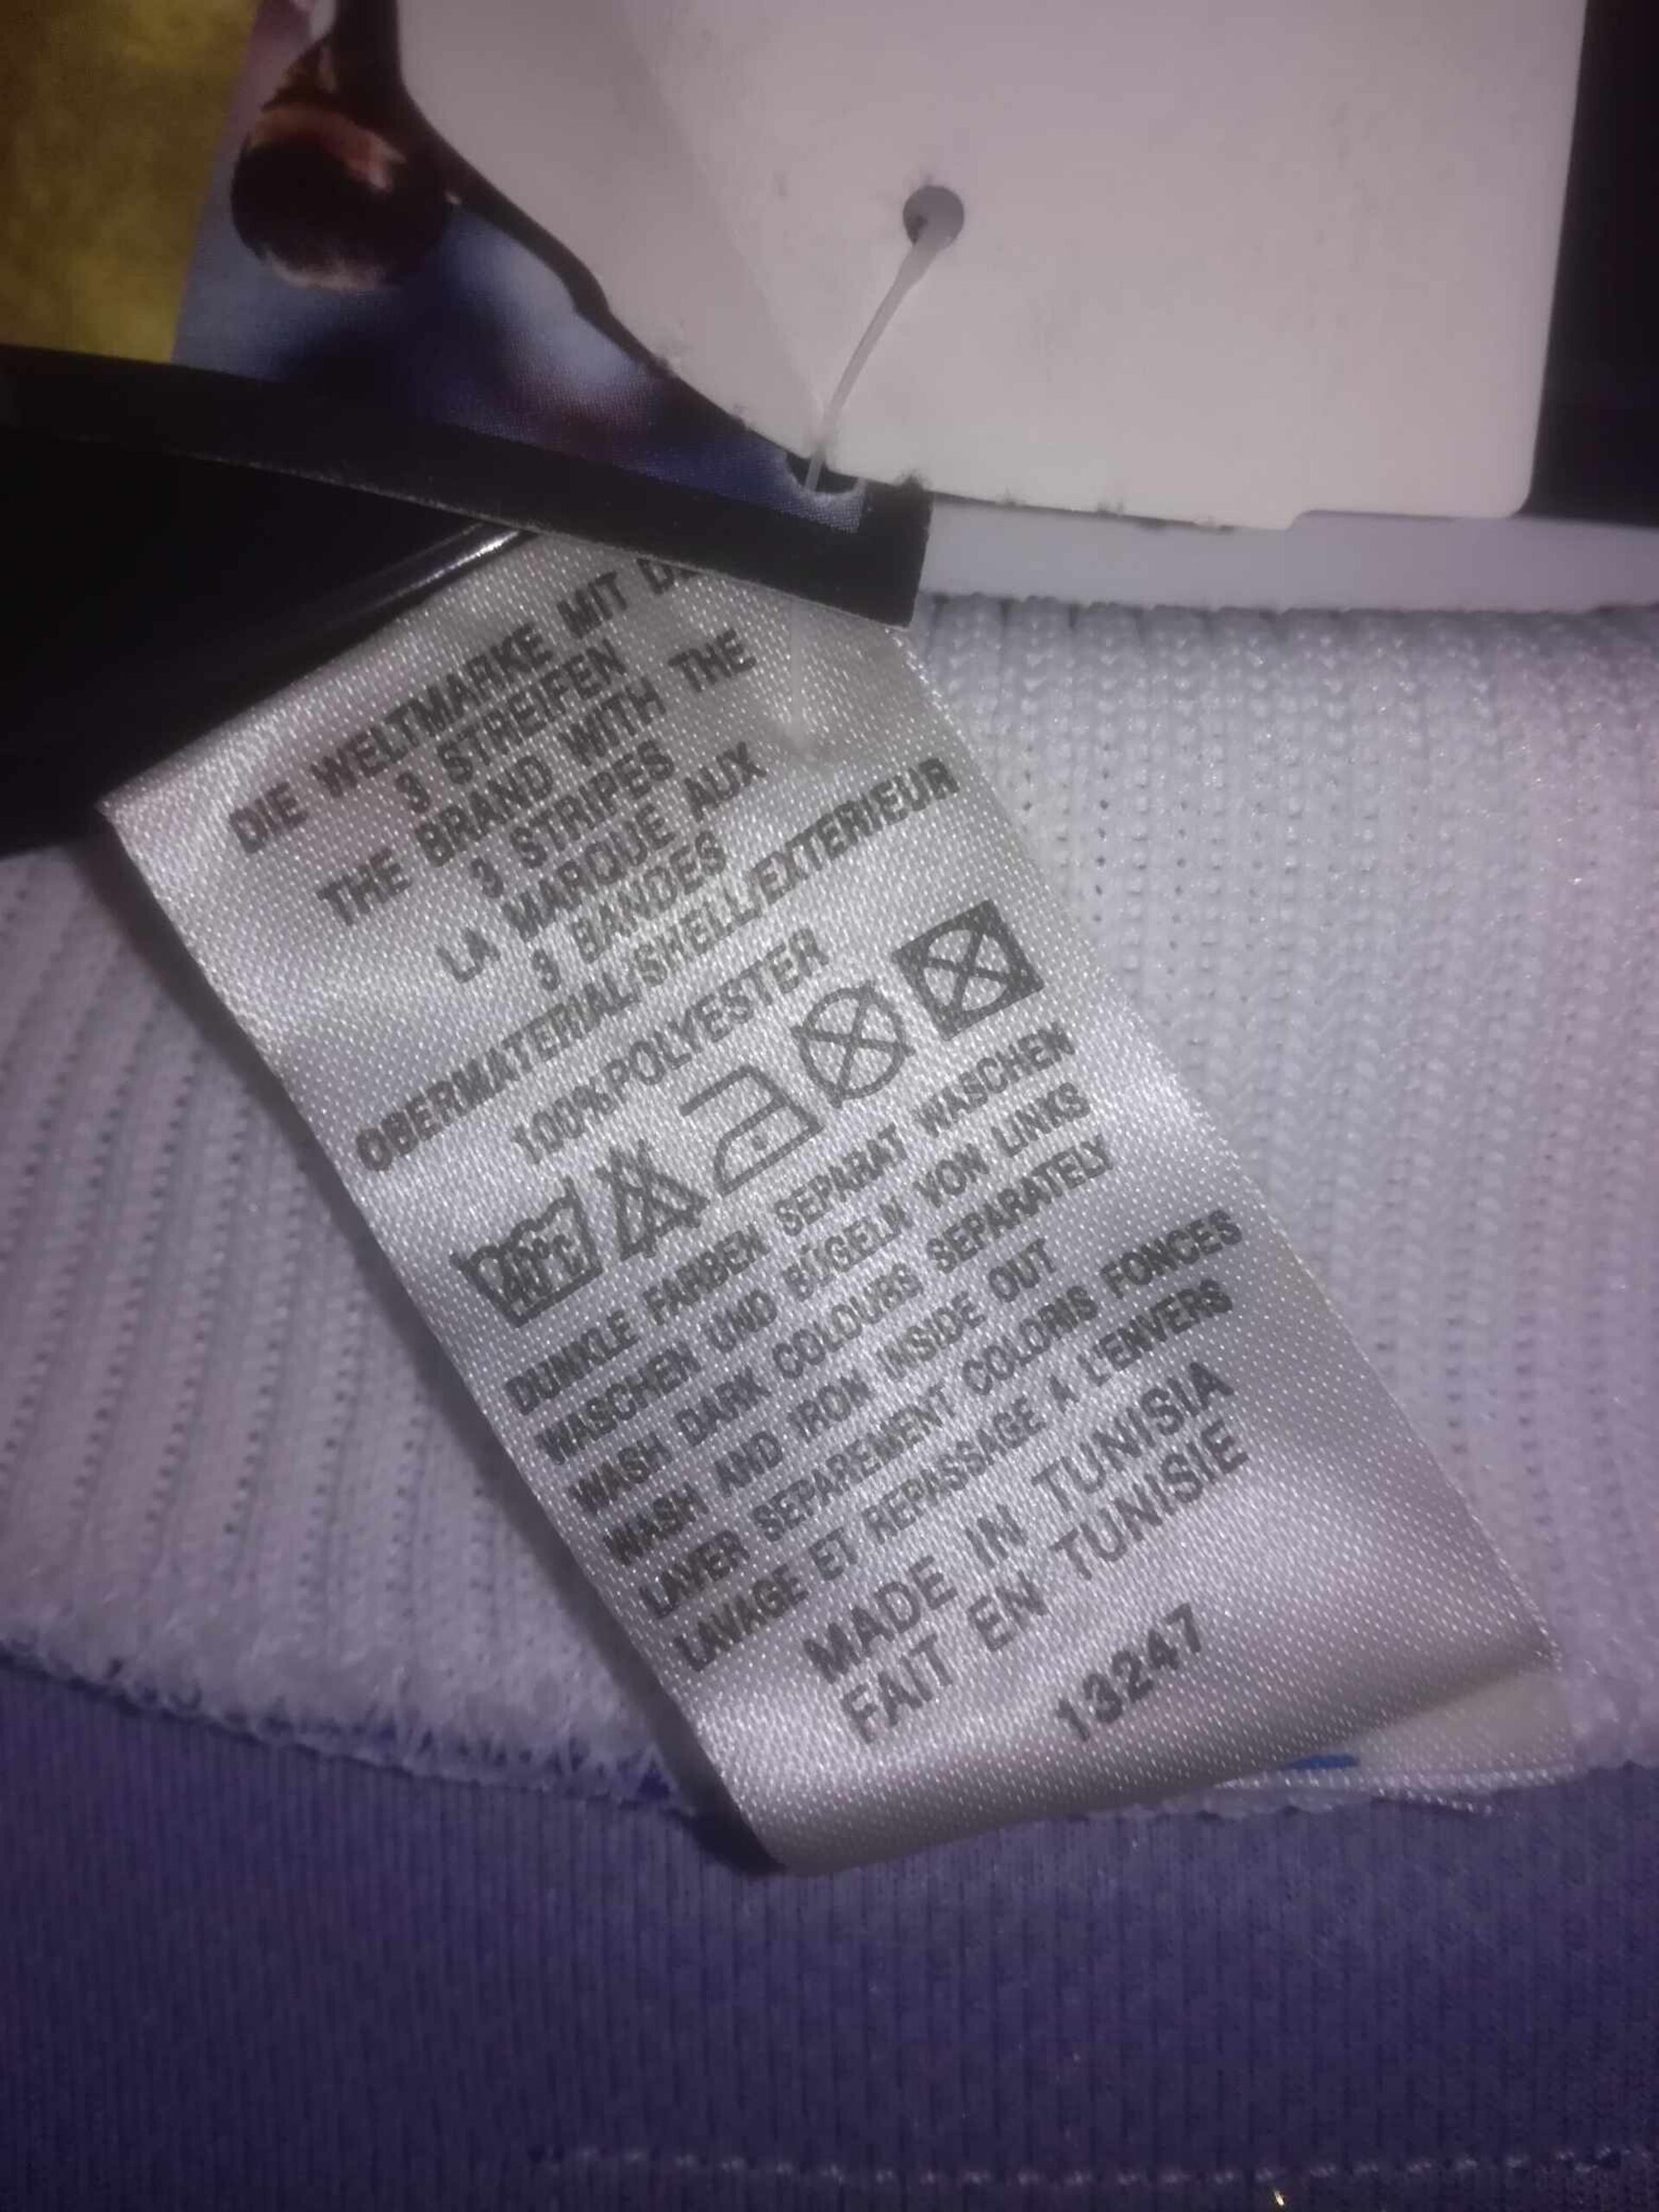 DIE WELTMARKE MIT
3 STREIFEN
THE BRAND WITH THE
3 STRIPES
LA MARQUE AUX
3 BANDES
OBERMATERIAL/SHELL/EXTERIEUR
100% POLYESTER
40°C
DUNKLE FARBEN SEPARAT WASCHEN
WASCHEN UND BÜGELN VON LINKS
WASH DARK COLOURS SEPARATELY
WASH AND IRON INSIDE OUT
LAVER SEPAREMENT COLORIS FONCES
LAVAGE ET REPASSAGE A L'ENVERS
MADE IN TUNISIA
FAIT EN TUNISIE
13247